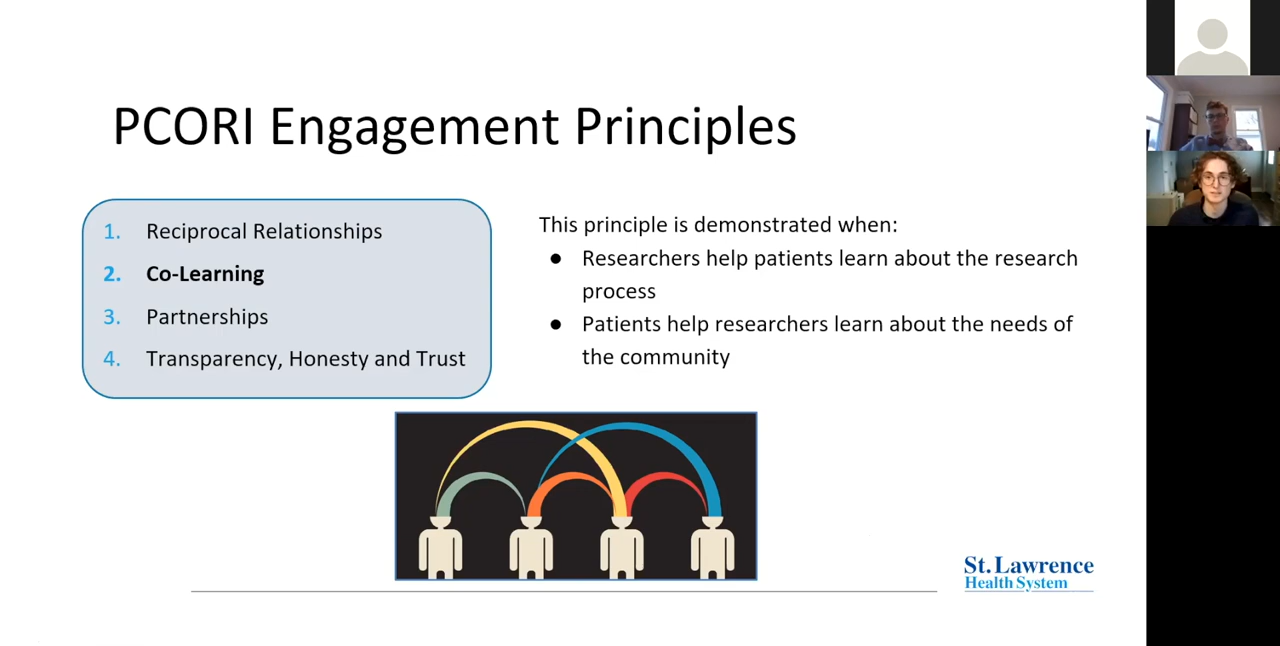 PCORI Engagement Principles
1. Reciprocal Relationships
2. Co-Learning
3. Partnerships
4. Transparency, Honesty and Trust
This principle is demonstrated when:
● Researchers help patients learn about the research
process
● Patients help researchers learn about the needs of
the community
St. Lawrence
Health System